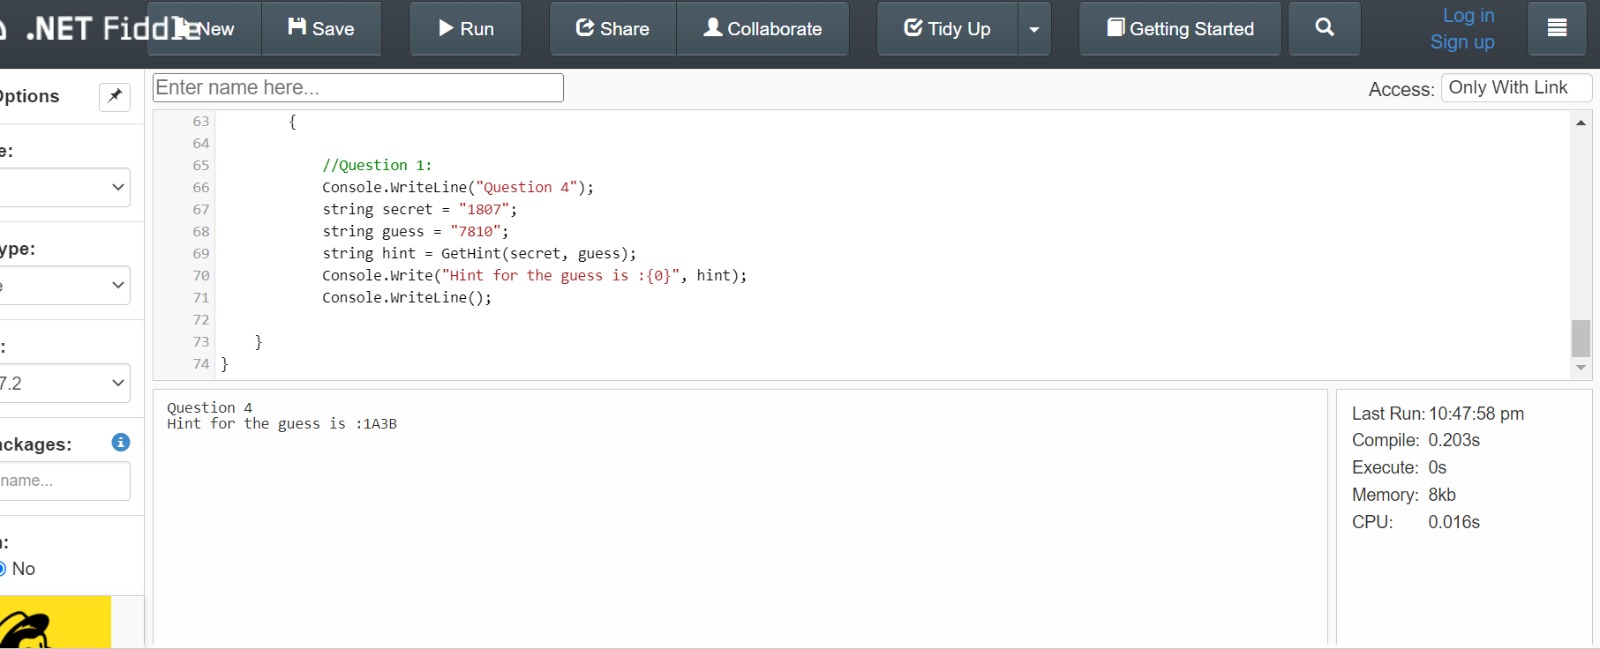 .NET Fiddle New Save Run Share Collaborate Tidy Up Getting Started Log in
Sign up
Options
Enter name here...
Access: Only With Link
63 {
64
65 //Question 1:
66 Console.WriteLine("Question 4");
67 string secret = "1807";
68 string guess = "7810";
69 string hint = GetHint(secret, guess);
70 Console.Write("Hint for the guess is :{0}", hint);
71 Console.WriteLine();
72
73 }
74 }
e:
ype:
e
:
7.2
ackages:
name...
:
No
Question 4
Hint for the guess is :1A3B
Last Run: 10:47:58 pm
Compile: 0.203s
Execute: 0s
Memory: 8kb
CPU: 0.016s